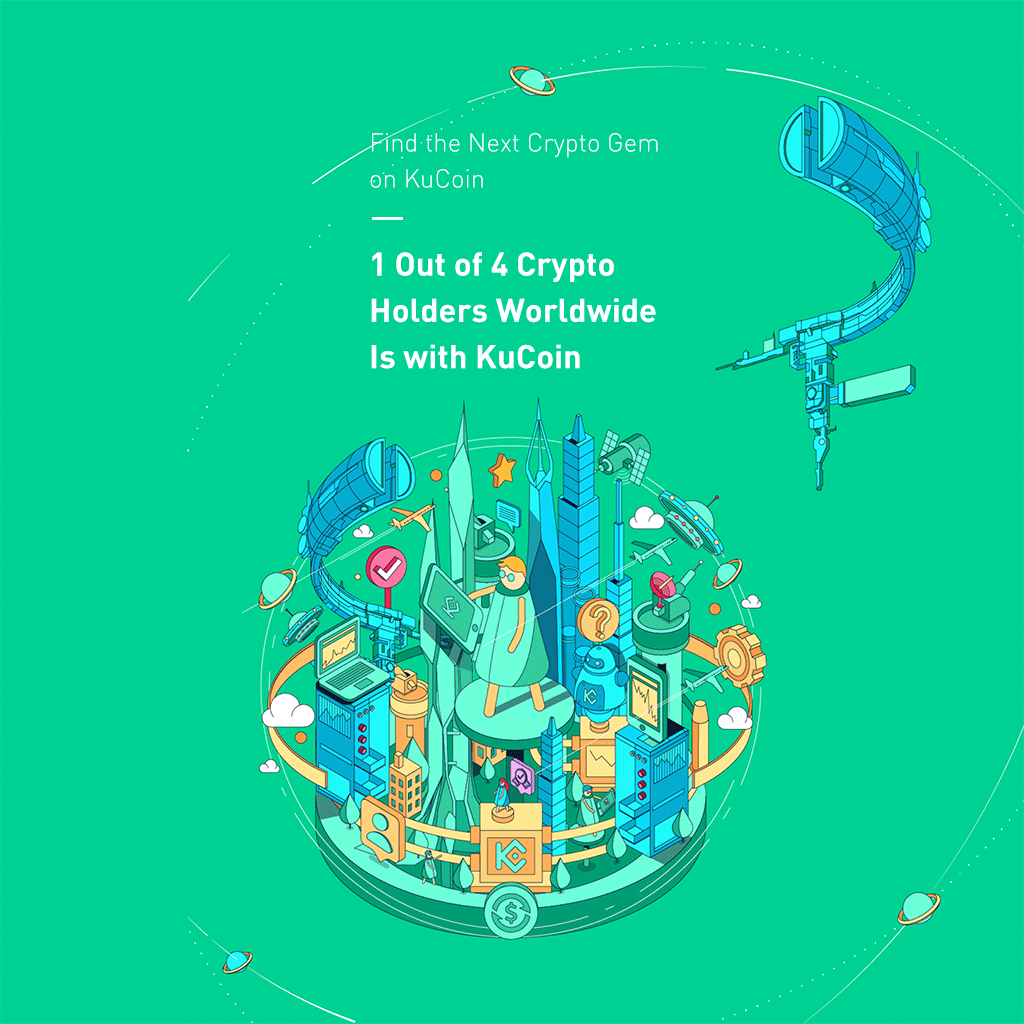 Find the Next Crypto Gem
on KuCoin
1 Out of 4 Crypto
Holders Worldwide
Is with KuCoin